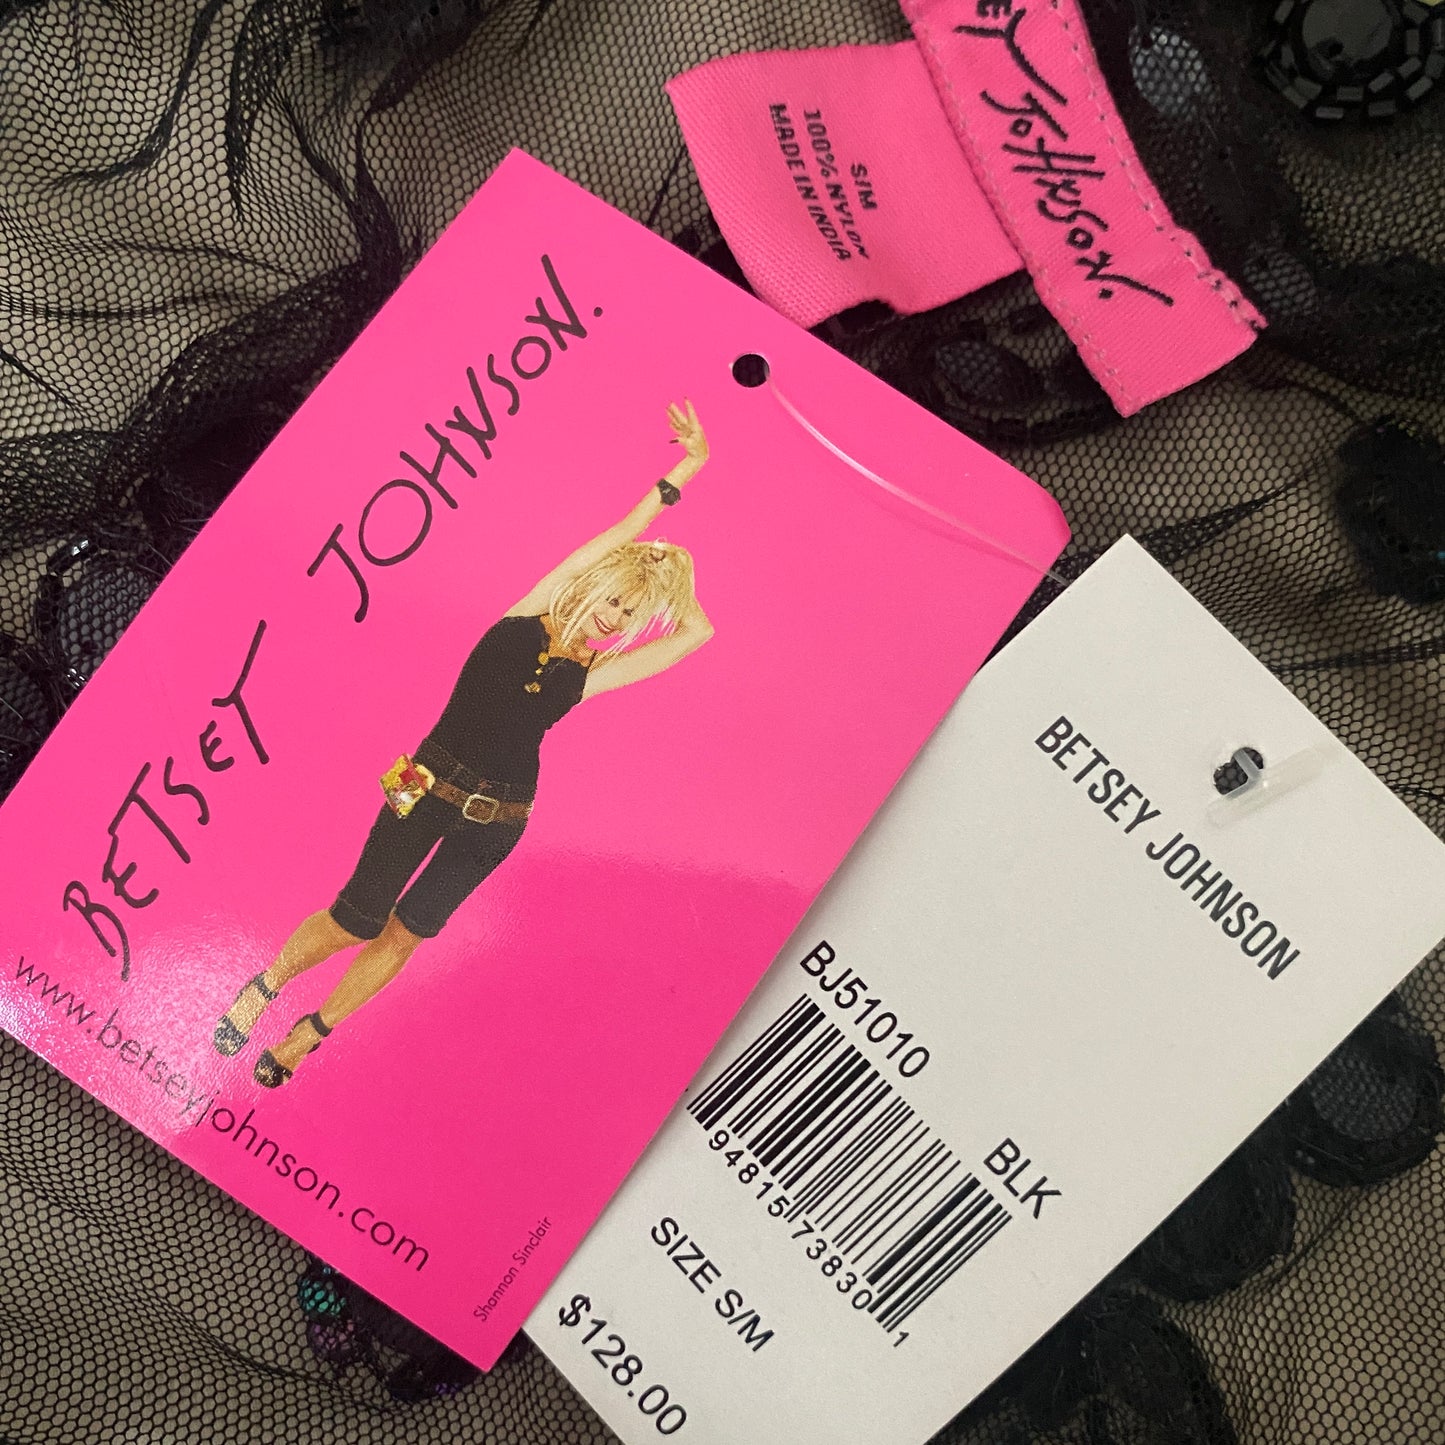 EY JOHNSON.
S/M
100% NYLON
MADE IN INDIA
BETSEY JOHNSON.
www.betseyjohnson.com
Shannon Sinclair
BETSEY JOHNSON
BJ51010
BLK
94815 73830 1
SIZE S/M
$128.00